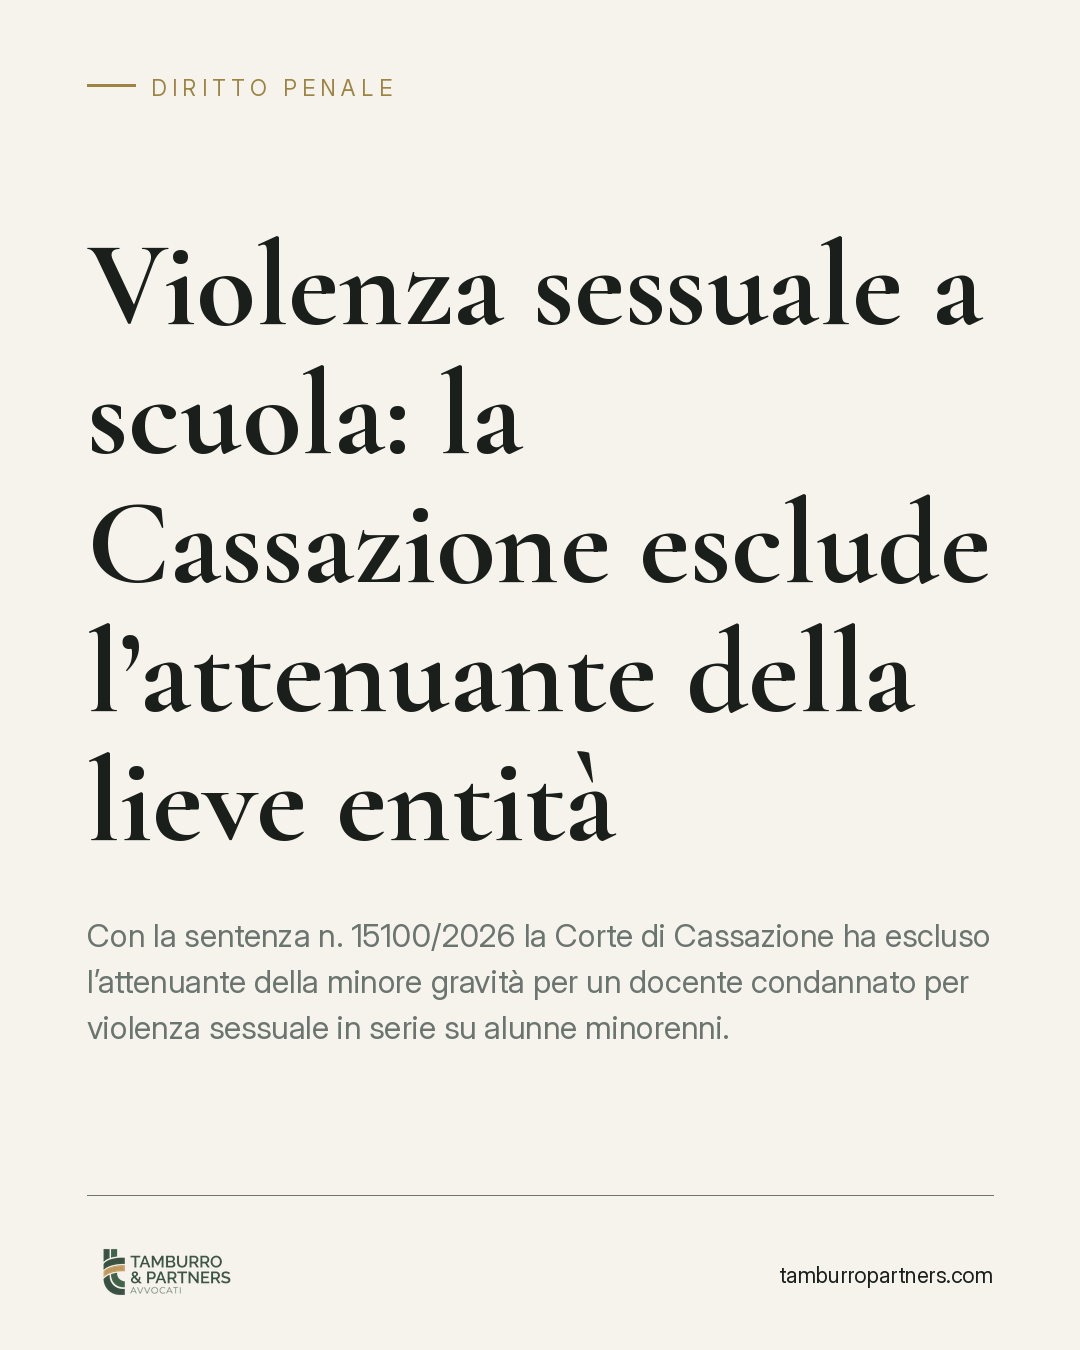 DIRITTO PENALE
Violenza sessuale a
scuola: la
Cassazione esclude
l’attenuante della
lieve entità
Con la sentenza n. 15100/2026 la Corte di Cassazione ha escluso
l’attenuante della minore gravità per un docente condannato per
violenza sessuale in serie su alunne minorenni.
TAMBURRO
& PARTNERS
AVVOCATI
tamburropartners.com